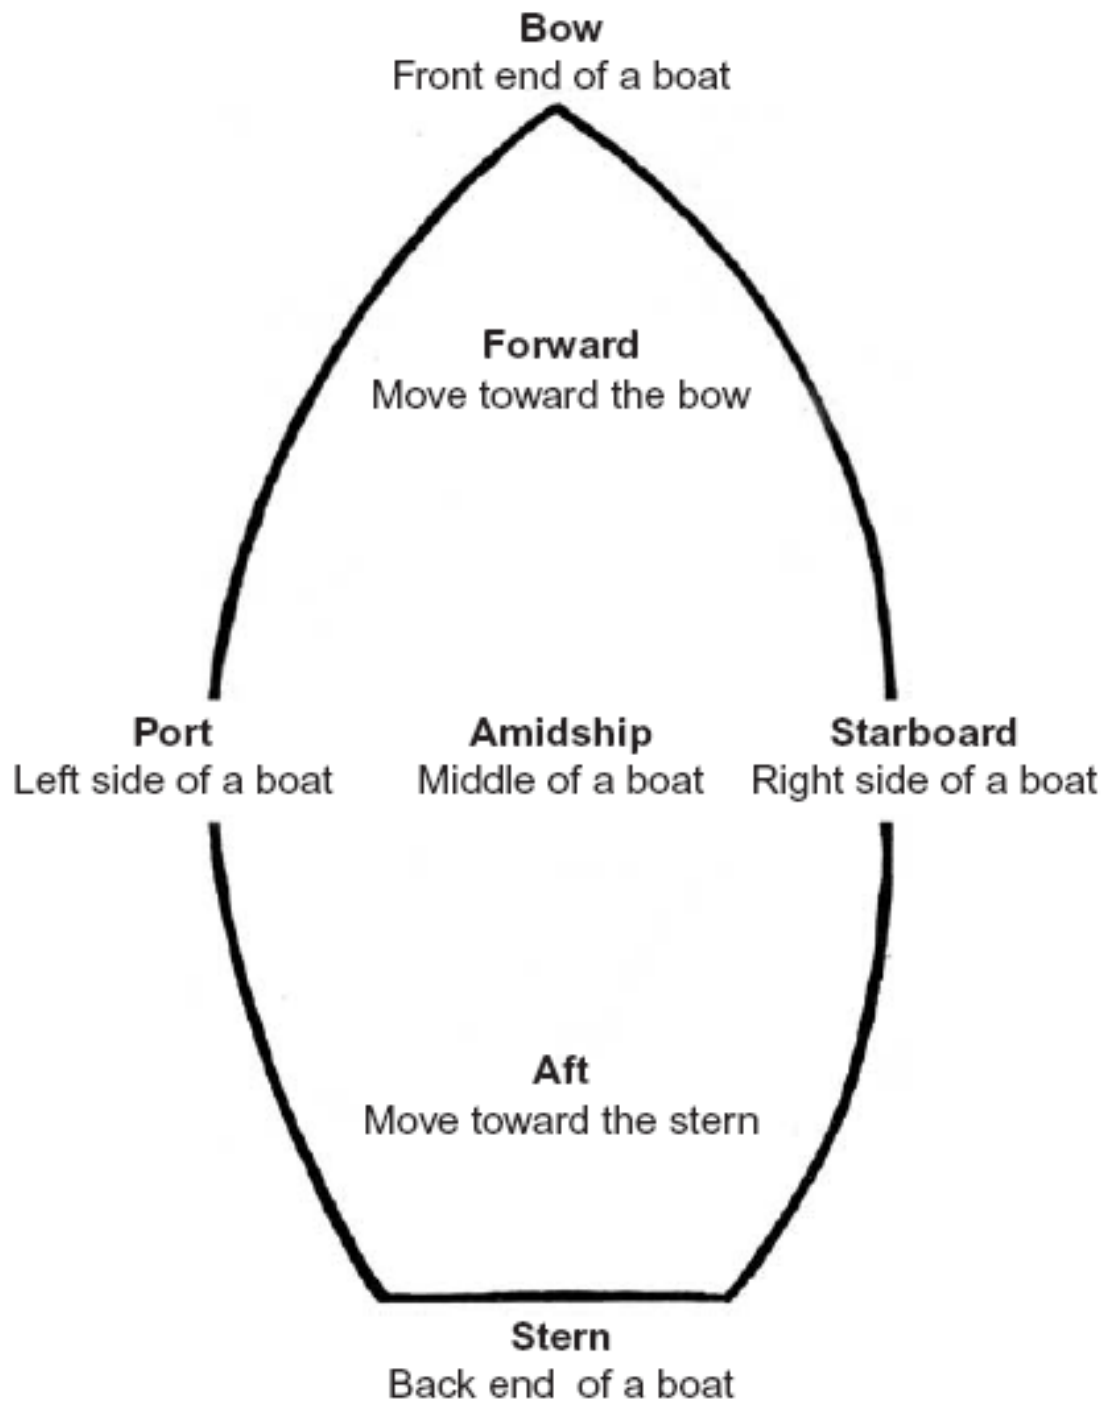 Bow
Front end of a boat
Forward
Move toward the bow
Port
Left side of a boat
Amidship
Middle of a boat
Starboard
Right side of a boat
Aft
Move toward the stern
Stern
Back end  of a boat